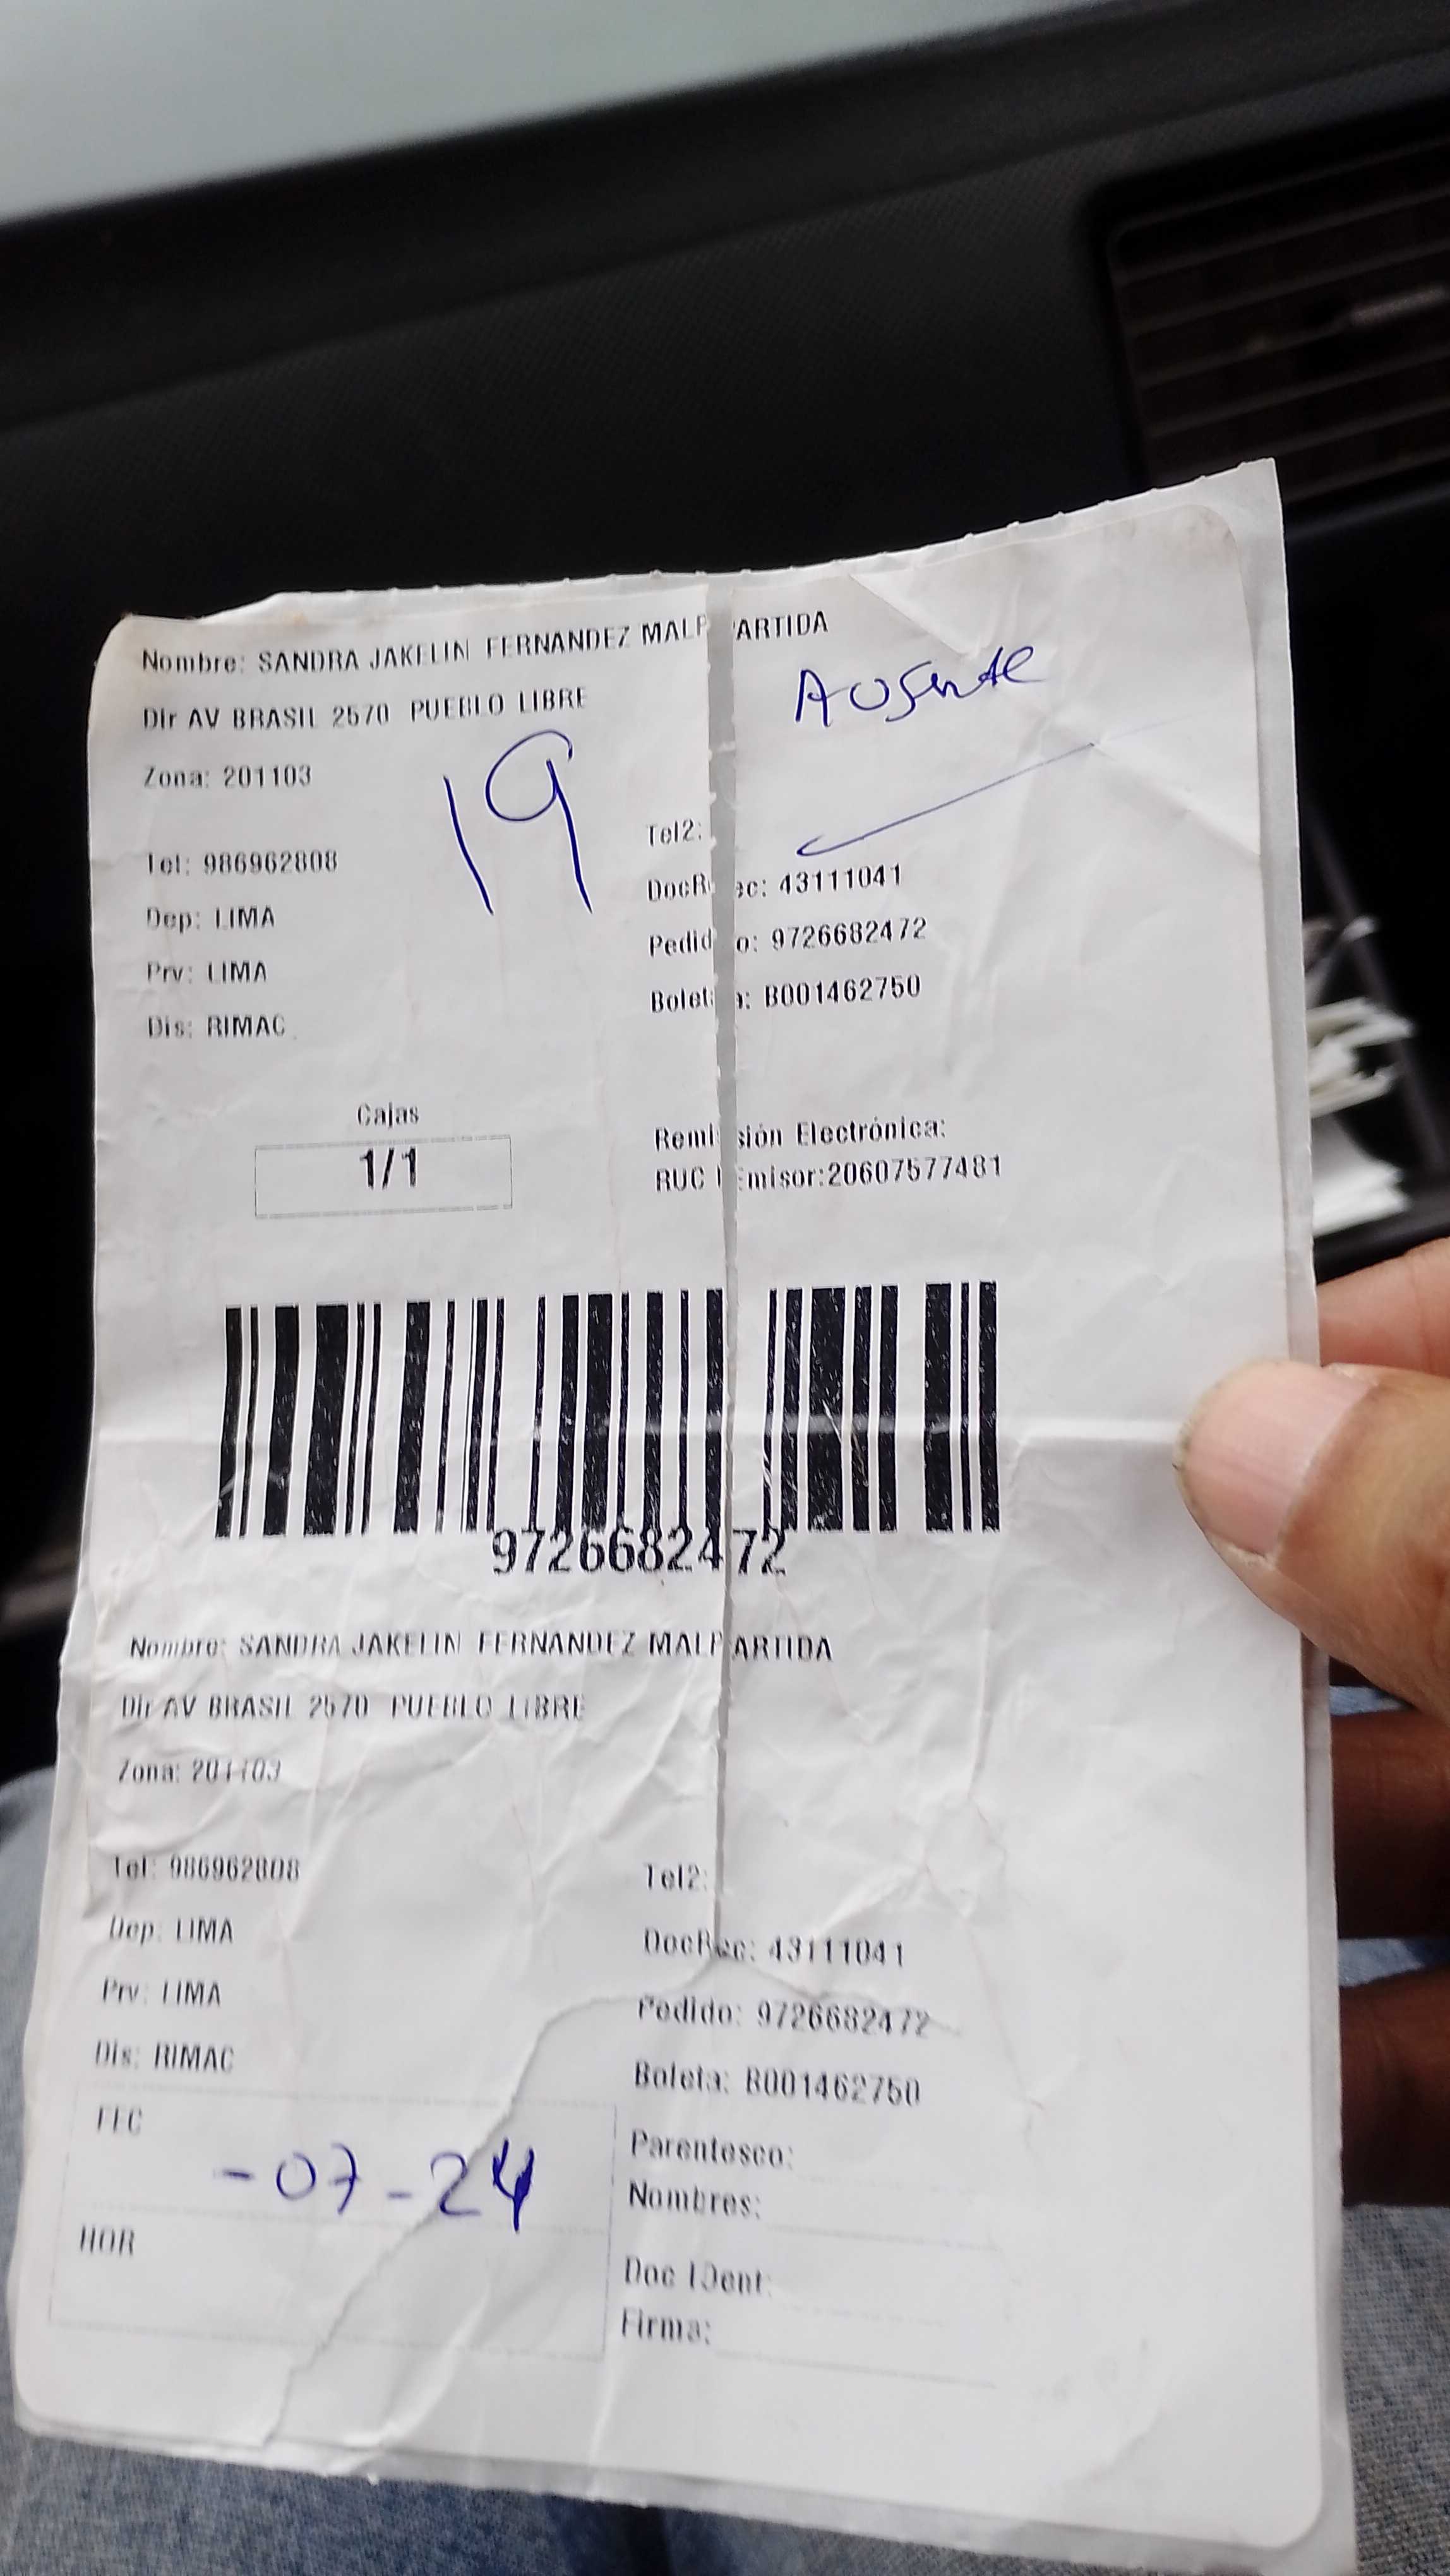 Nombre: SANDRA JAKELIN FERNANDEZ MALPARTIDA
Ausente
Dir AV BRASIL 2570 PUEBLO LIBRE
19
Zona: 201103
Tel: 986962808 Tel2:
Dep: LIMA DocRec: 43111041
Prv: LIMA Pedido: 9726682472
Dis: RIMAC Boleta: B001462750
Cajas
1/1
Remisión Electrónica:
RUC Emisor:20607577481
9726682472
Nombre: SANDRA JAKELIN FERNANDEZ MALPARTIDA
Dir AV BRASIL 2570 PUEBLO LIBRE
Zona: 201103
Tel: 986962808 Tel2:
Dep: LIMA DocRec: 43111041
Prv: LIMA Pedido: 9726682472
Dis: RIMAC Boleta: B001462750
FEC
-07-24
HOR
Parentesco:
Nombres:
Doc IDent:
Firma: